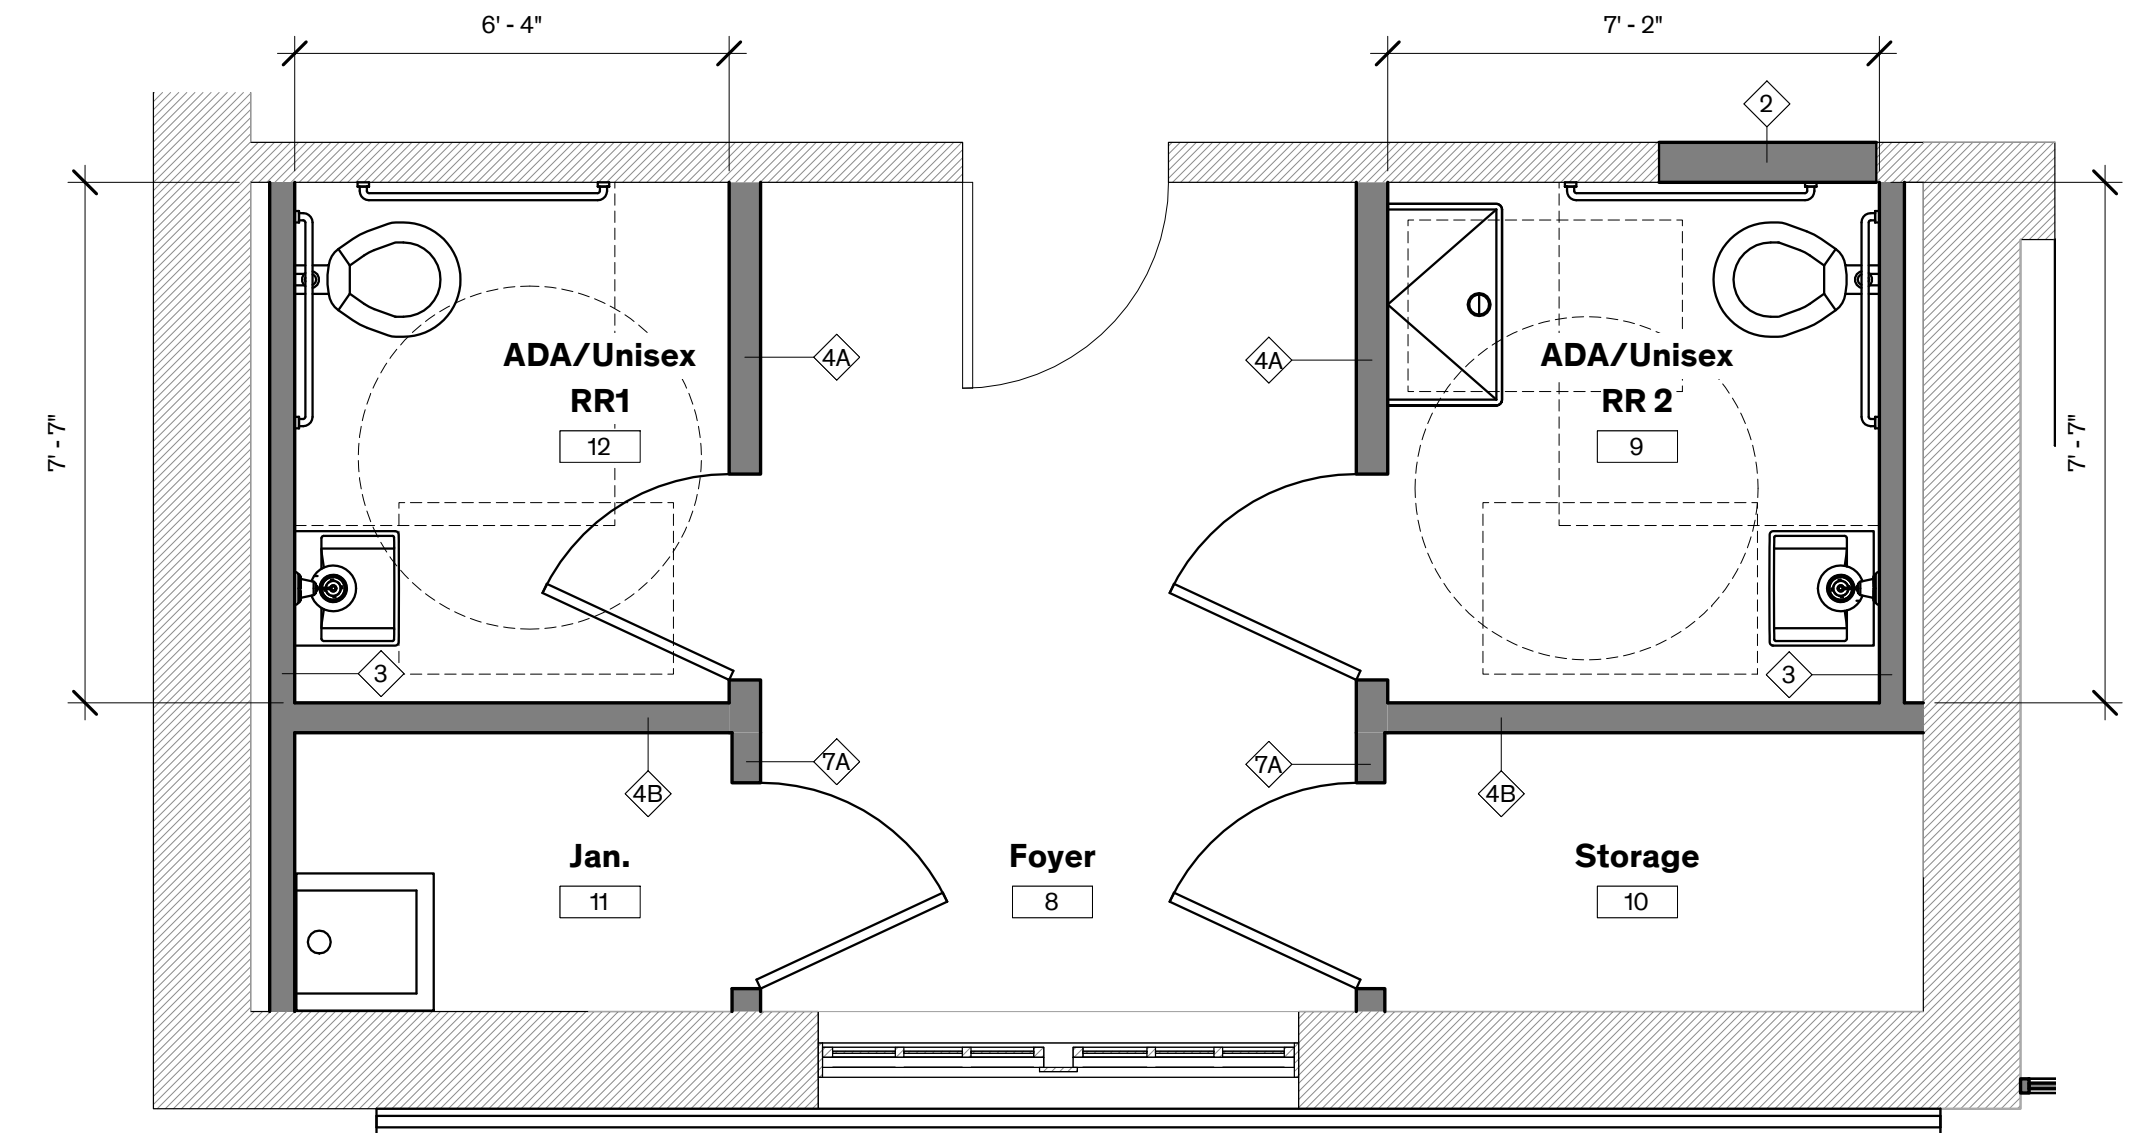 6' - 4"
7' - 2"
2
ADA/Unisex
RR1
12
4A
4A
ADA/Unisex
RR 2
9
7' - 7"
7' - 7"
3
3
7A
7A
4B
4B
Jan.
11
Foyer
8
Storage
10